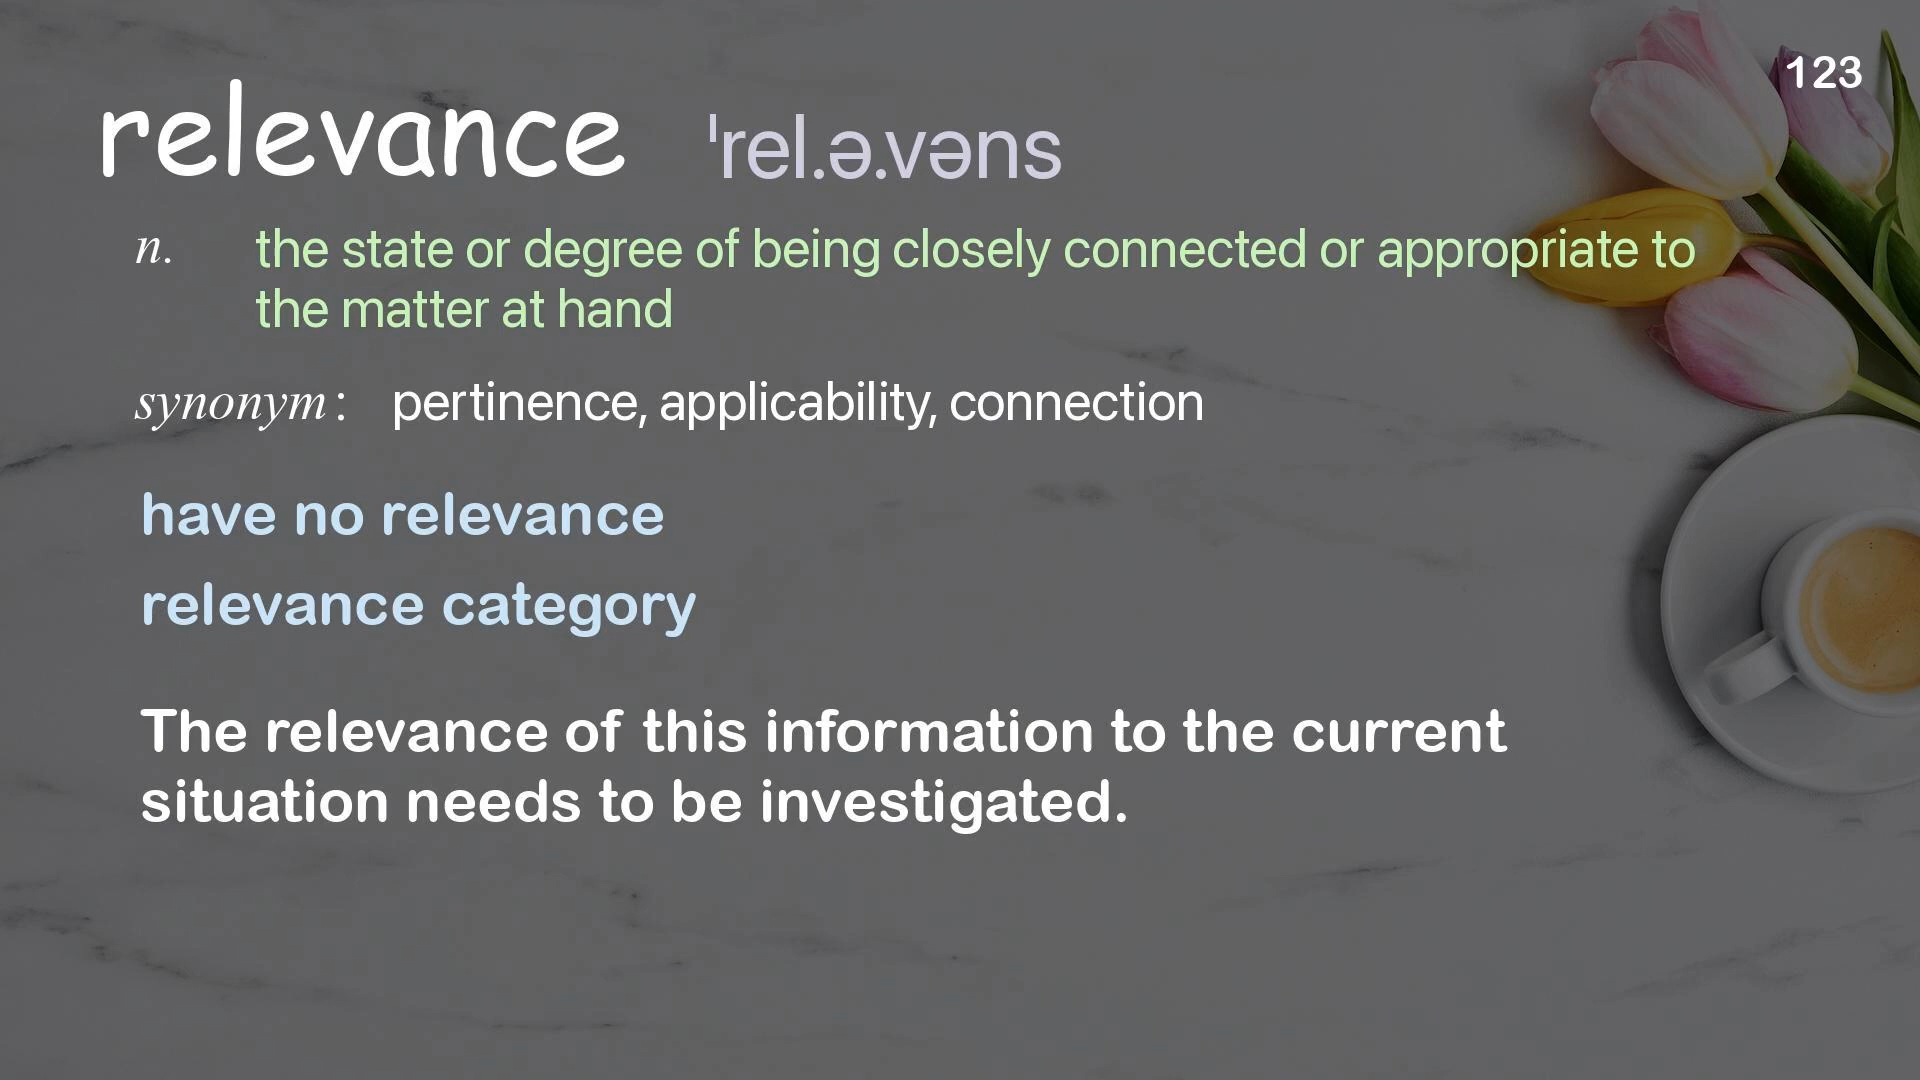 123
relevance ˈrel.ə.vəns
n. the state or degree of being closely connected or appropriate to
the matter at hand
synonym: pertinence, applicability, connection
have no relevance
relevance category
The relevance of this information to the current
situation needs to be investigated.